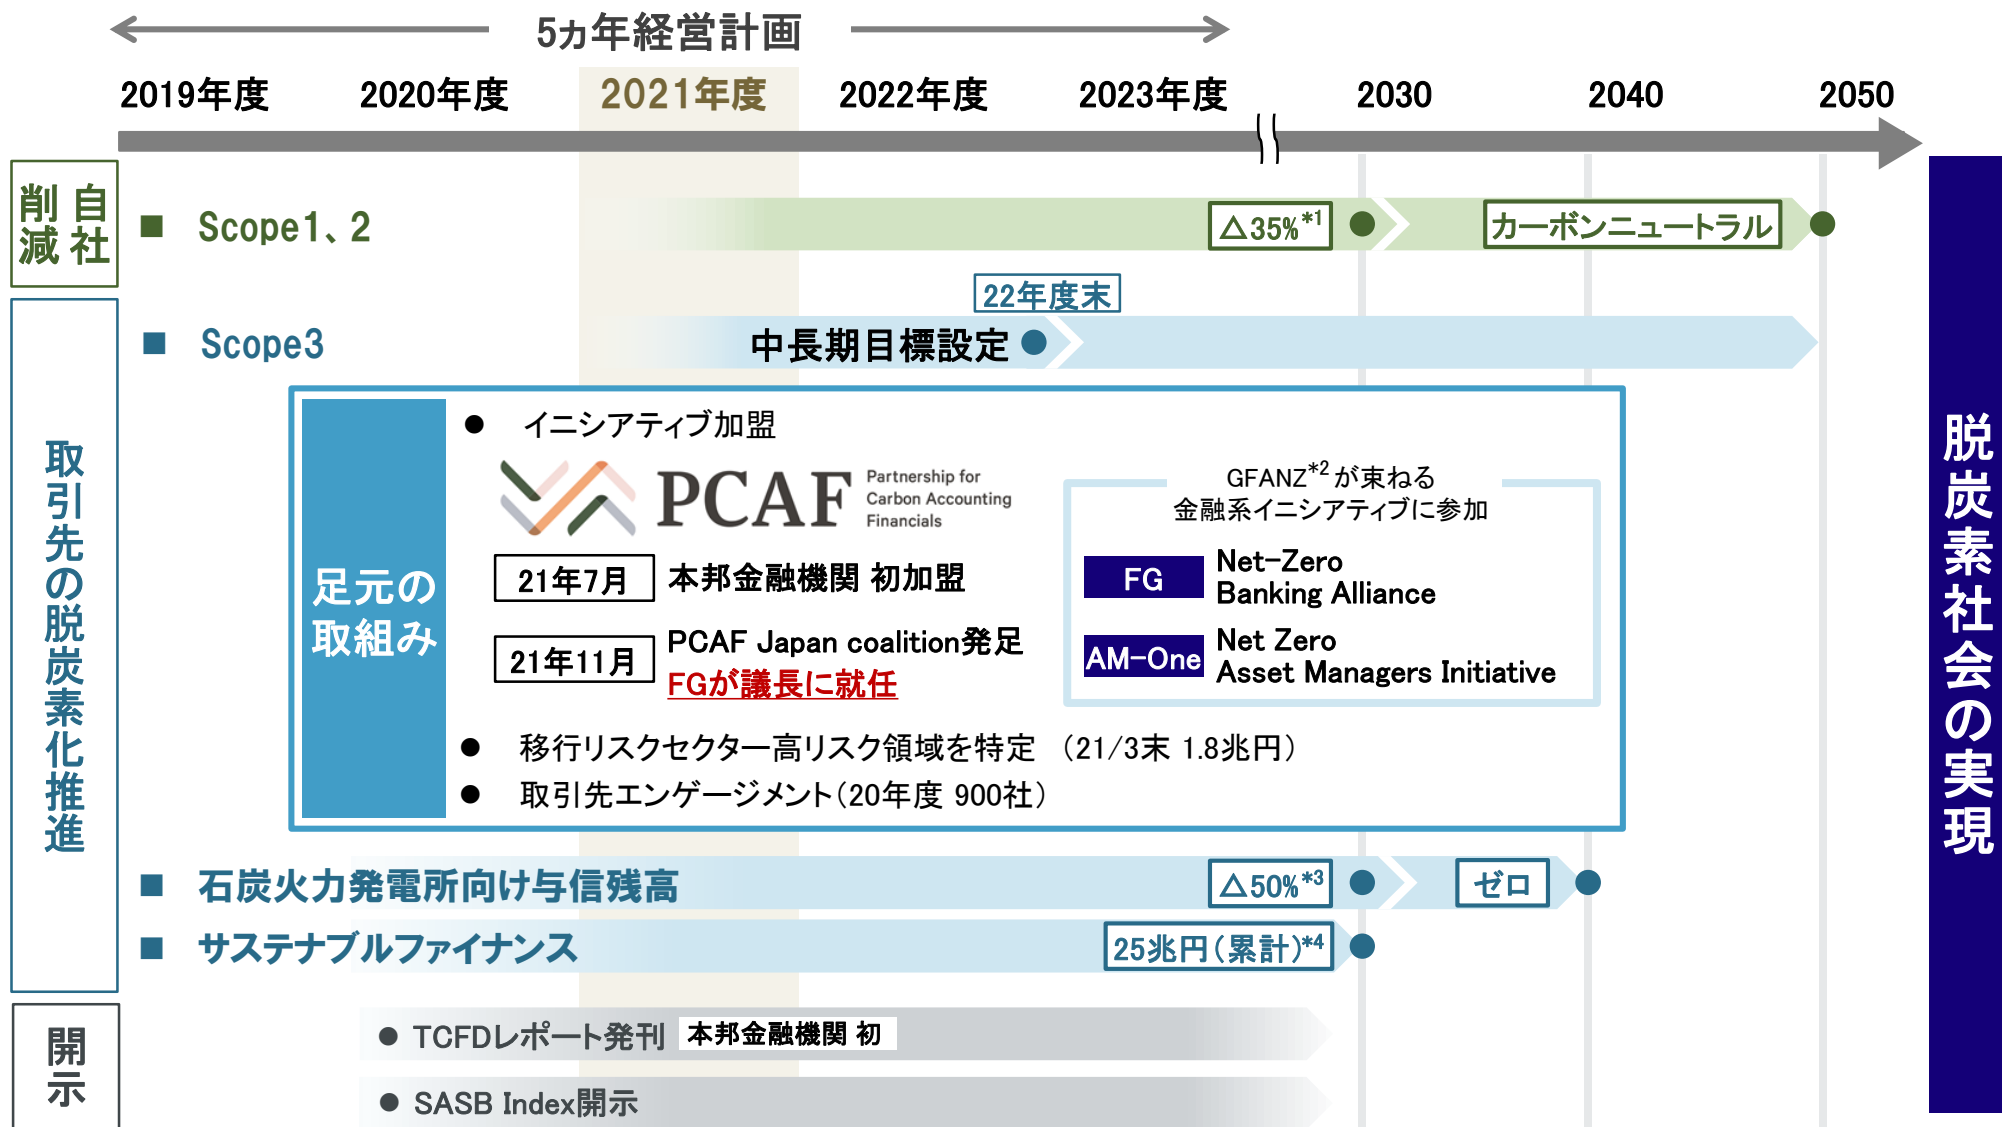 5ヵ年経営計画
2019年度 2020年度 2021年度 2022年度 2023年度 2030 2040 2050
自社削減
■ Scope1、2
△35%*1
カーボンニュートラル
22年度末
■ Scope3
中長期目標設定
取引先の脱炭素化推進
足元の
取組み
● イニシアティブ加盟
PCAF
Partnership for
Carbon Accounting
Financials
21年7月 本邦金融機関 初加盟
21年11月 PCAF Japan coalition発足
FGが議長に就任
GFANZ*2が束ねる
金融系イニシアティブに参加
FG Net-Zero
Banking Alliance
AM-One Net Zero
Asset Managers Initiative
● 移行リスクセクター高リスク領域を特定 （21/3末 1.8兆円）
● 取引先エンゲージメント（20年度 900社）
■ 石炭火力発電所向け与信残高
△50%*3
ゼロ
■ サステナブルファイナンス
25兆円（累計）*4
開示
● TCFDレポート発刊 本邦金融機関 初
● SASB Index開示
脱炭素社会の実現